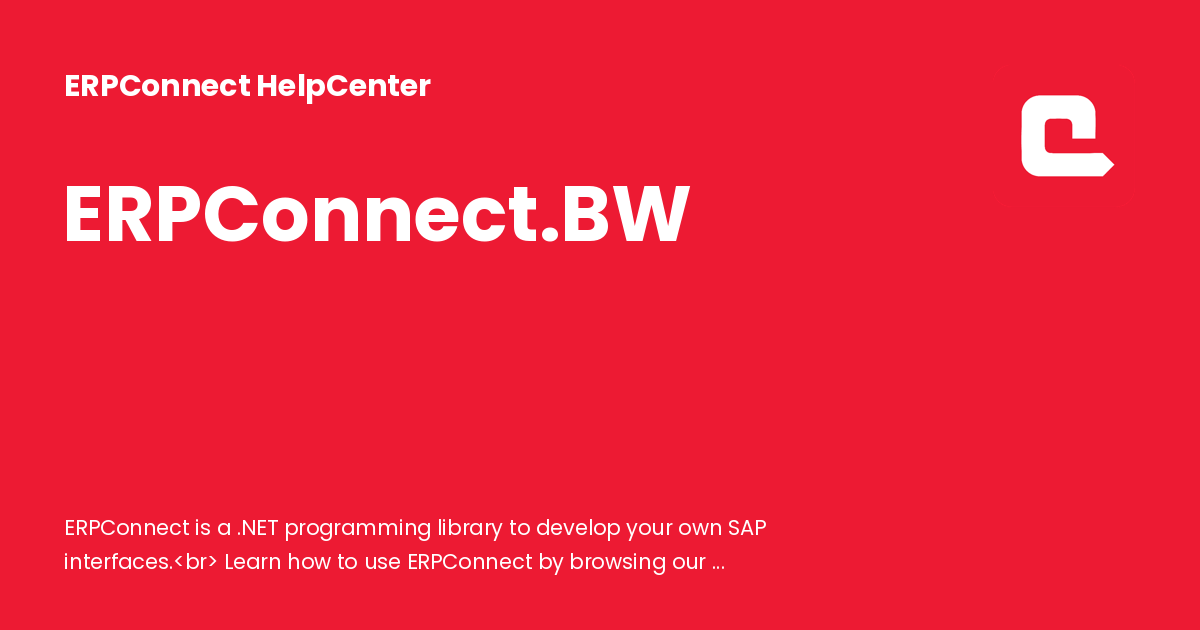 ERPConnect HelpCenter
ERPConnect.BW
ERPConnect is a .NET programming library to develop your own SAP
interfaces.<br> Learn how to use ERPConnect by browsing our ...